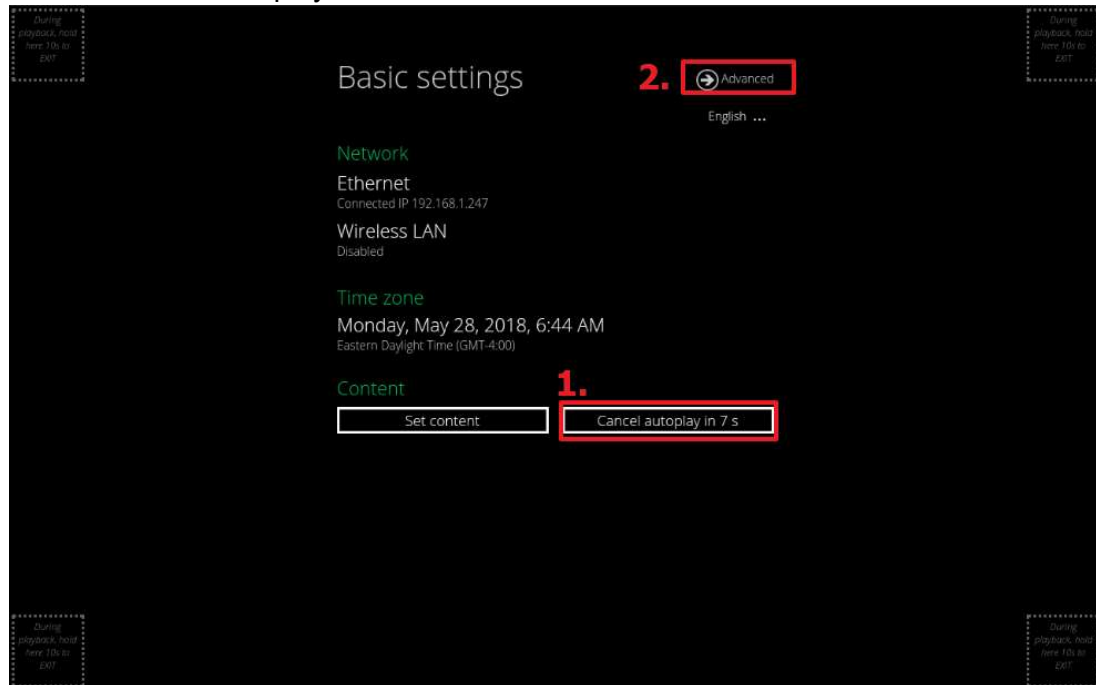 During
playback, hold
here 10s to
EXIT
During
playback, hold
here 10s to
EXIT
Basic settings
2.
Advanced
English ...
Network
Ethernet
Connected IP 192.168.1.247
Wireless LAN
Disabled
Time zone
Monday, May 28, 2018, 6:44 AM
Eastern Daylight Time (GMT-4:00)
Content
1.
Set content
Cancel autoplay in 7 s
During
playback, hold
here 10s to
EXIT
During
playback, hold
here 10s to
EXIT